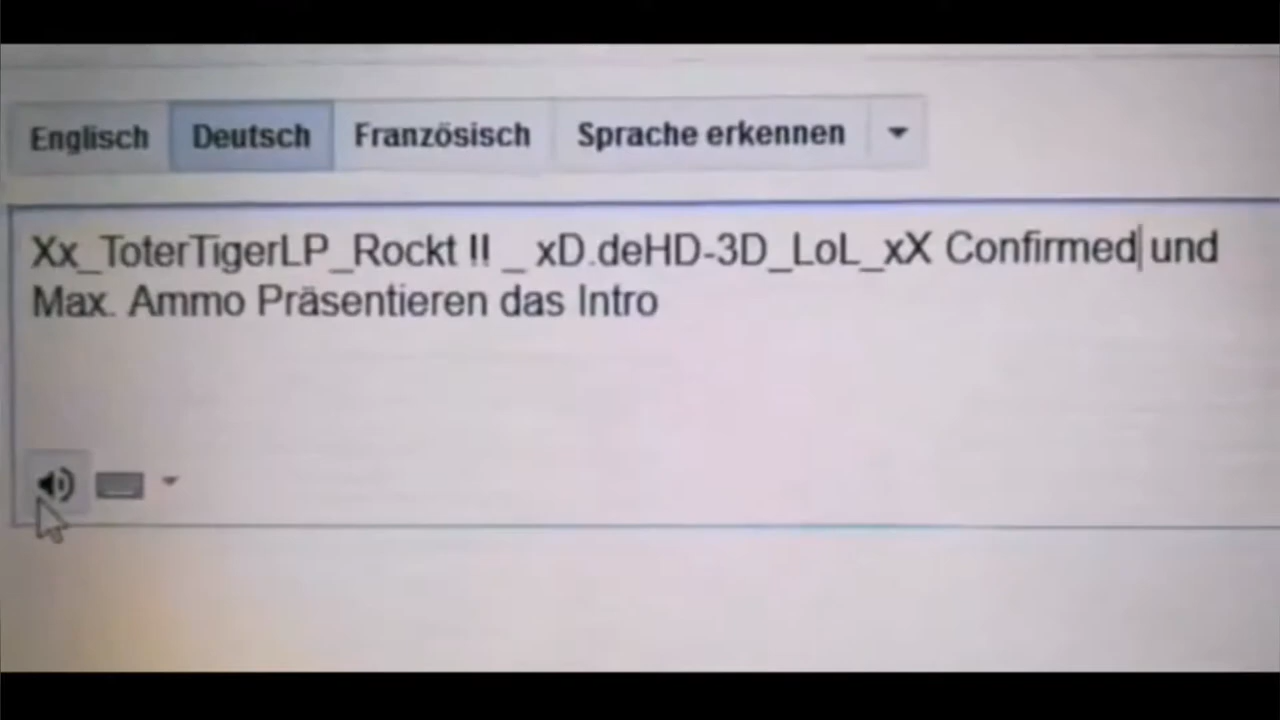 Englisch Deutsch Französisch Sprache erkennen
Xx_ToterTigerLP_Rockt !! _ xD.deHD-3D_LoL_xX Confirmed und
Max. Ammo Präsentieren das Intro